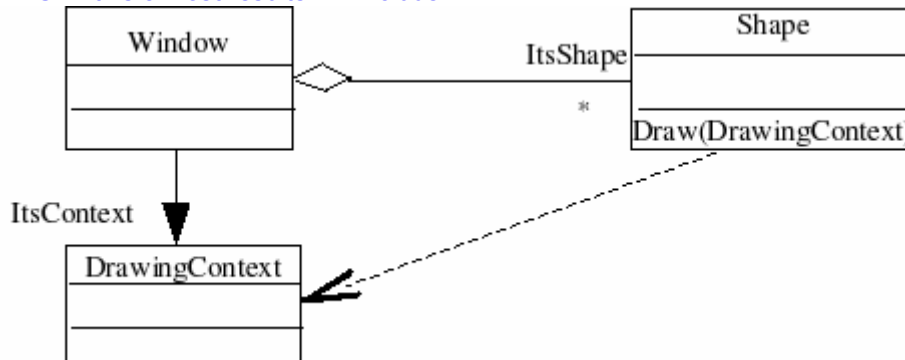 Window
Shape
ItsShape
*
Draw(DrawingContext)
ItsContext
DrawingContext